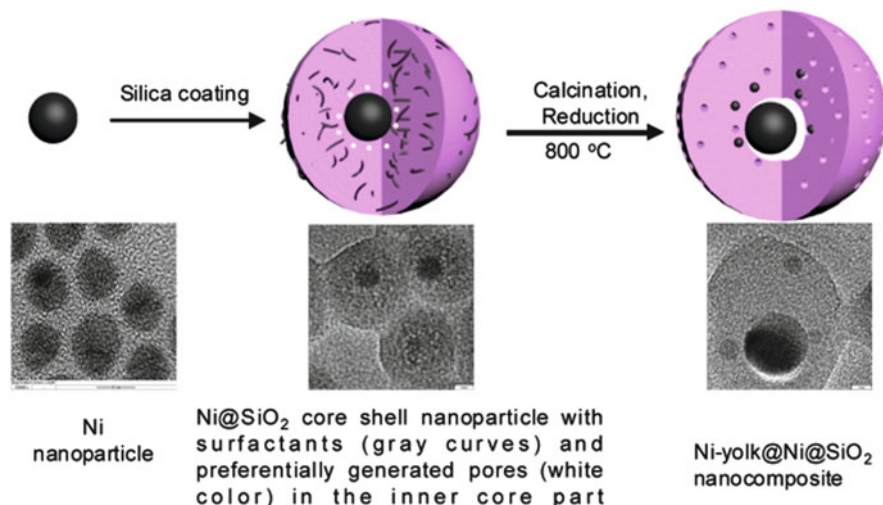 Silica coating
Calcination,
Reduction
800 ºC
Ni
nanoparticle
Ni@SiO₂ core shell nanoparticle with
surfactants (gray curves) and
preferentially generated pores (white
color) in the inner core part
Ni-yolk@Ni@SiO₂
nanocomposite